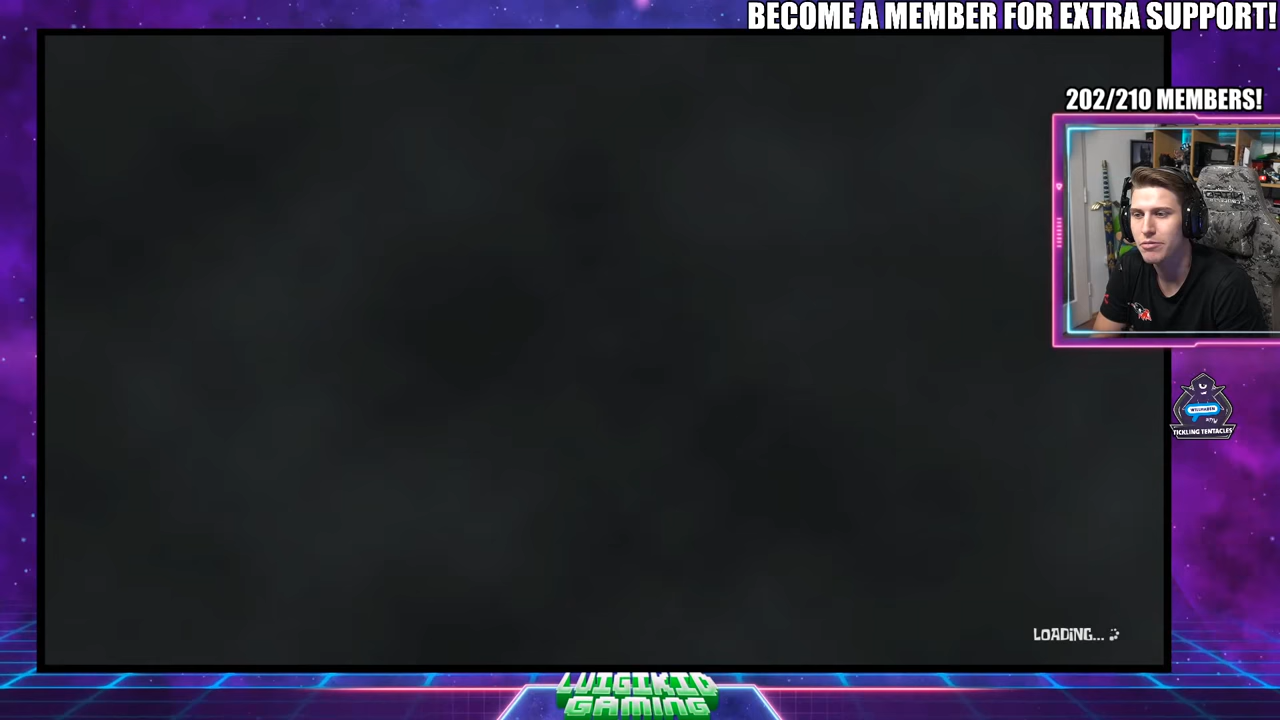 BECOME A MEMBER FOR EXTRA SUPPORT!
202/210 MEMBERS!
TICKLING TENTACLES
LOADING...
LUIGIKID
GAMING